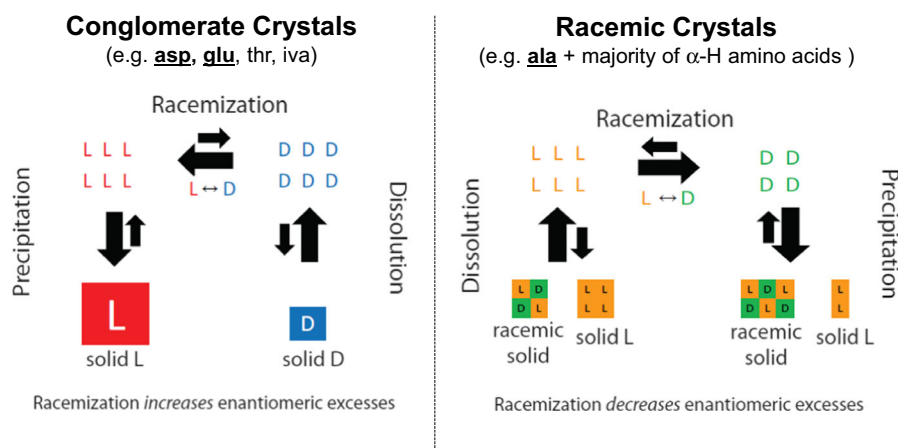 Conglomerate Crystals
(e.g. asp, glu, thr, iva)
Racemization
L L L
D D D
L L L
D D D
L ↔ D
Precipitation
Dissolution
L
D
solid L
solid D
Racemization increases enantiomeric excesses
Racemic Crystals
(e.g. ala + majority of α-H amino acids )
Racemization
L L L
D D
L L L
D D
L ↔ D
Dissolution
Precipitation
L D
L L
L D L
L
D L
L L
D L D
L
racemic
solid
solid L
racemic
solid
solid L
Racemization decreases enantiomeric excesses